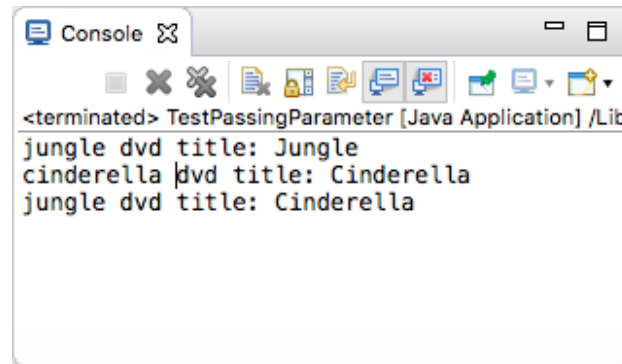 Console
<terminated> TestPassingParameter [Java Application] /Lib
jungle dvd title: Jungle
cinderella dvd title: Cinderella
jungle dvd title: Cinderella